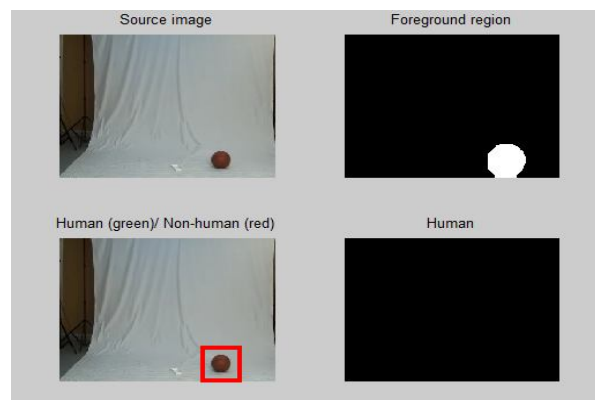 Source image
Foreground region
Human (green)/ Non-human (red)
Human